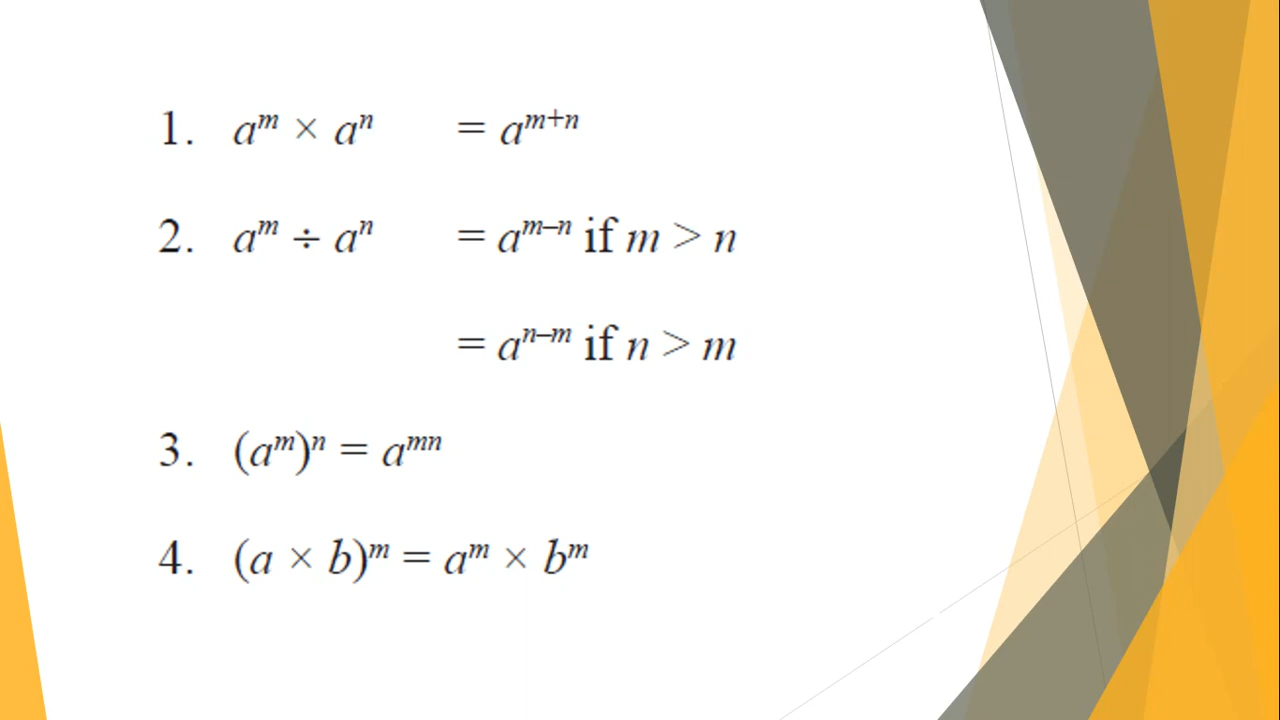 1. aᵐ × aⁿ = aᵐ⁺ⁿ
2. aᵐ ÷ aⁿ = aᵐ⁻ⁿ if m > n
= aⁿ⁻ᵐ if n > m
3. (aᵐ)ⁿ = aᵐⁿ
4. (a × b)ᵐ = aᵐ × bᵐ